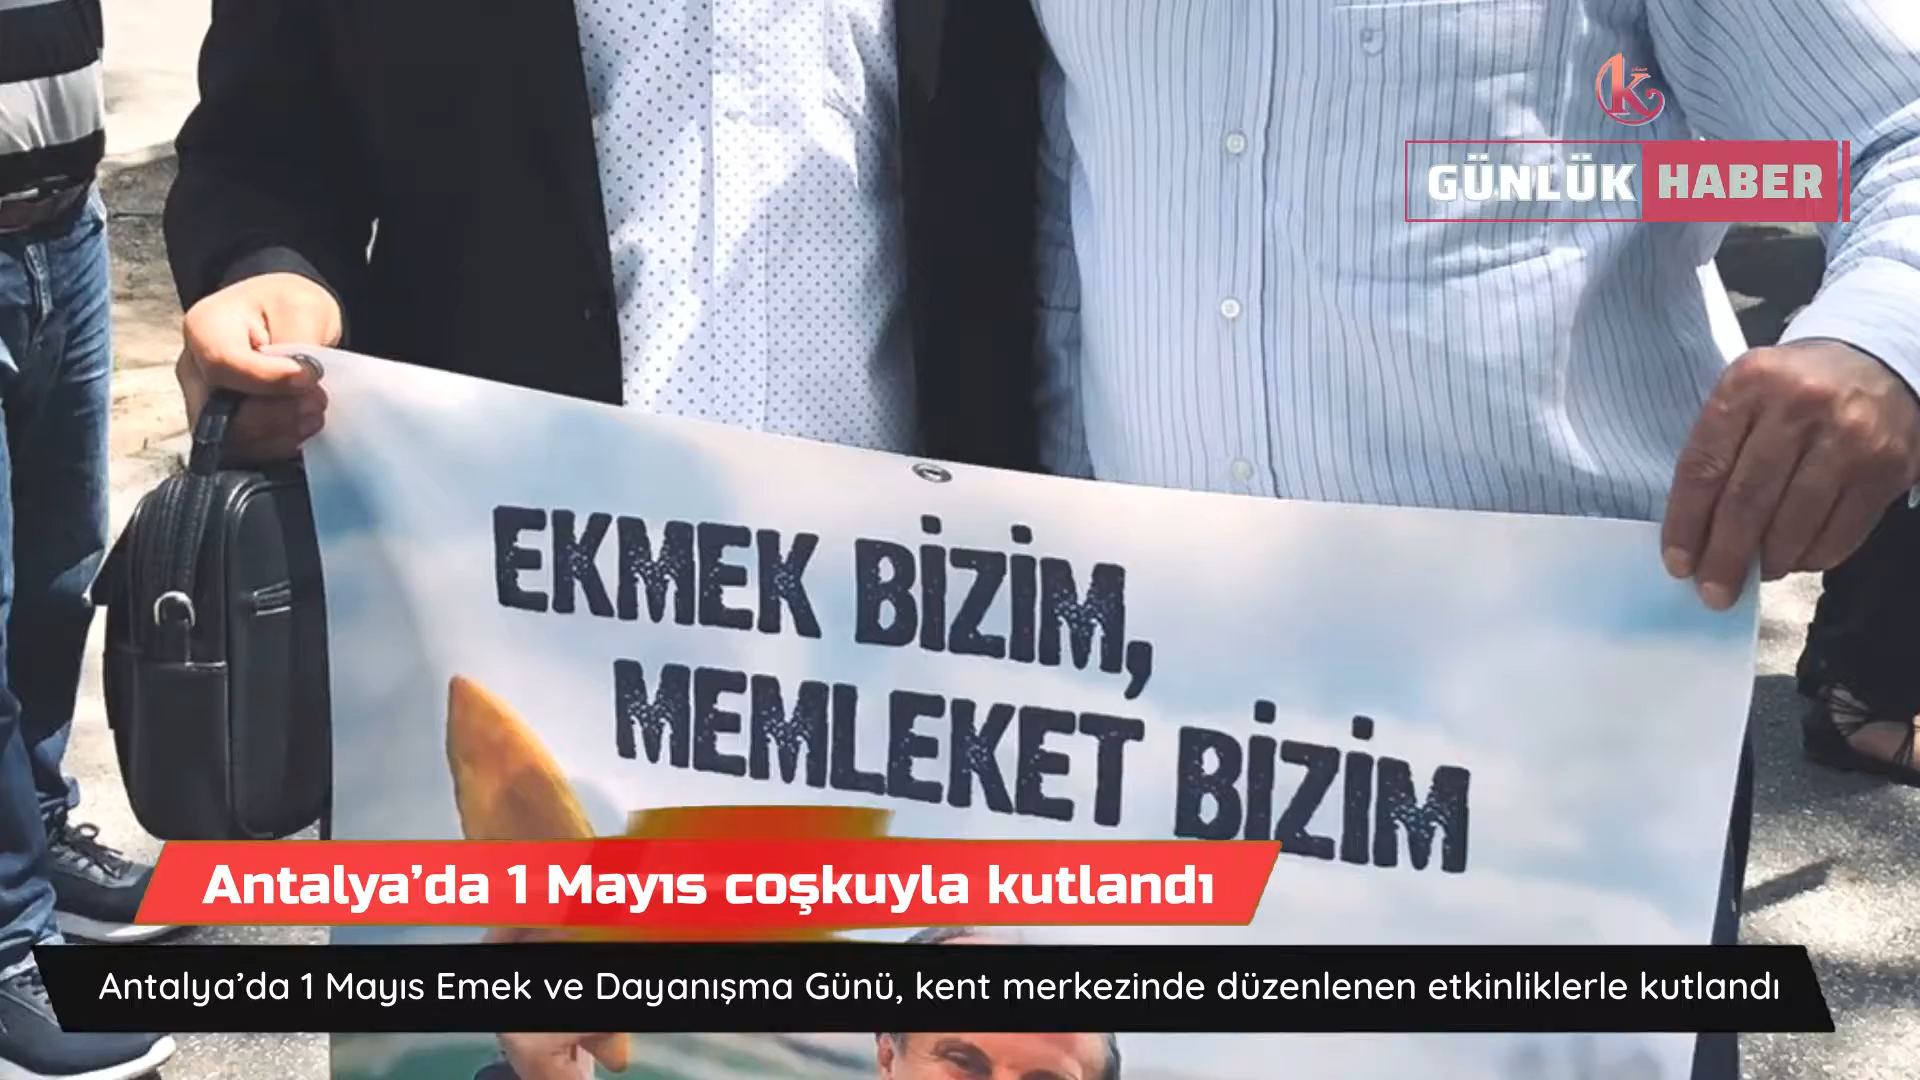 GÜNLÜK HABER
EKMEK BİZİM,
MEMLEKET BİZİM
Antalya’da 1 Mayıs coşkuyla kutlandı
Antalya’da 1 Mayıs Emek ve Dayanışma Günü, kent merkezinde düzenlenen etkinliklerle kutlandı